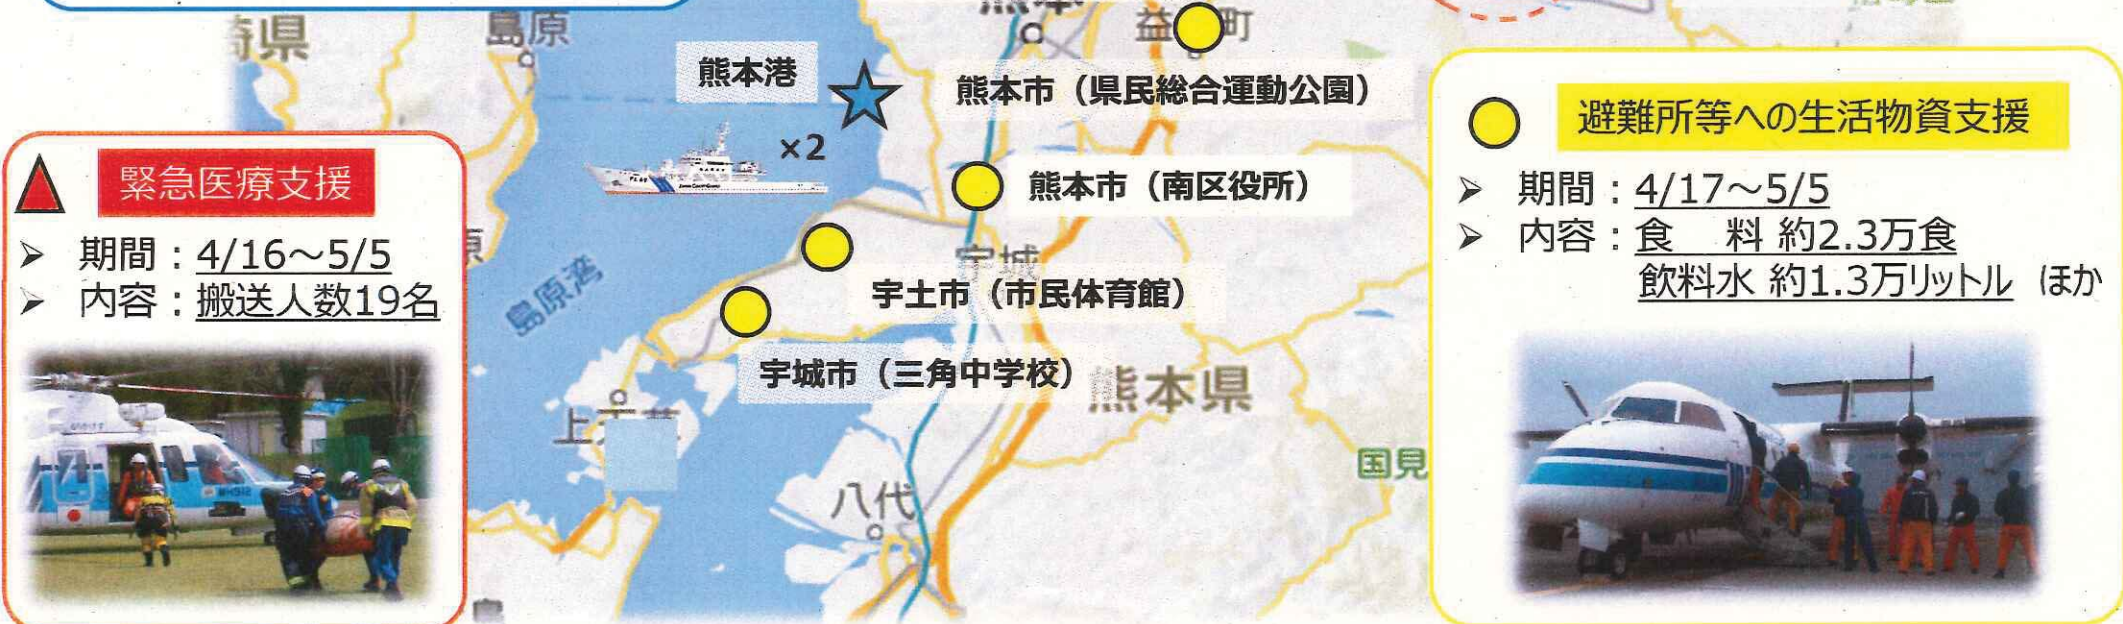 島原
熊本港
熊本市（県民総合運動公園）
×2
熊本市（南区役所）
宇城
島原湾
宇土市（市民体育館）
宇城市（三角中学校）
熊本県
八代
国見
緊急医療支援
➢ 期間：4/16～5/5
➢ 内容：搬送人数19名
避難所等への生活物資支援
➢ 期間：4/17～5/5
➢ 内容：食　料 約2.3万食
飲料水 約1.3万リットル ほか